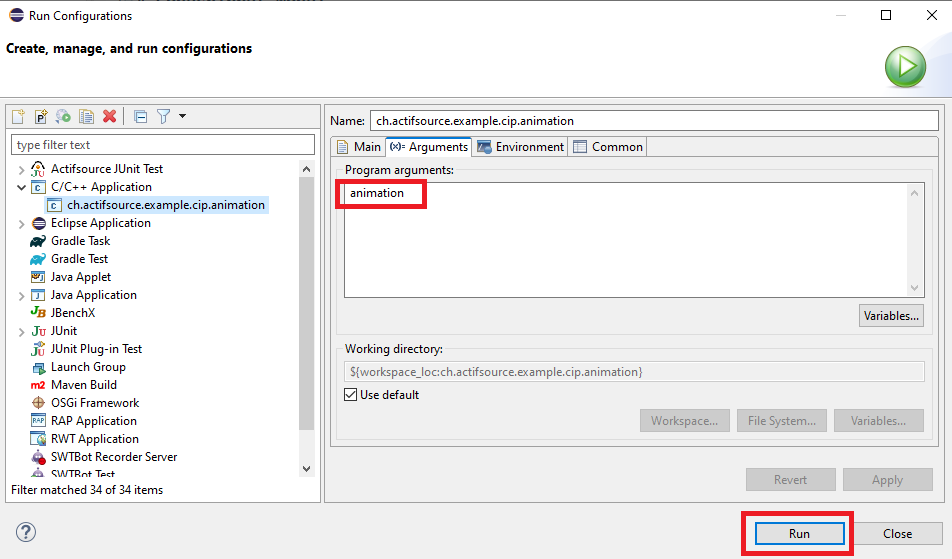 Run Configurations
Create, manage, and run configurations
type filter text
Actifsource JUnit Test
C/C++ Application
ch.actifsource.example.cip.animation
Eclipse Application
Gradle Task
Gradle Test
Java Applet
Java Application
JBenchX
JUnit
JUnit Plug-in Test
Launch Group
Maven Build
OSGi Framework
RAP Application
RWT Application
SWTBot Recorder Server
SWTBot Test
Filter matched 34 of 34 items
Name: ch.actifsource.example.cip.animation
Main (x)= Arguments Environment Common
Program arguments:
animation
Variables...
Working directory:
${workspace_loc:ch.actifsource.example.cip.animation}
Use default
Workspace... File System... Variables...
Revert Apply
Run Close